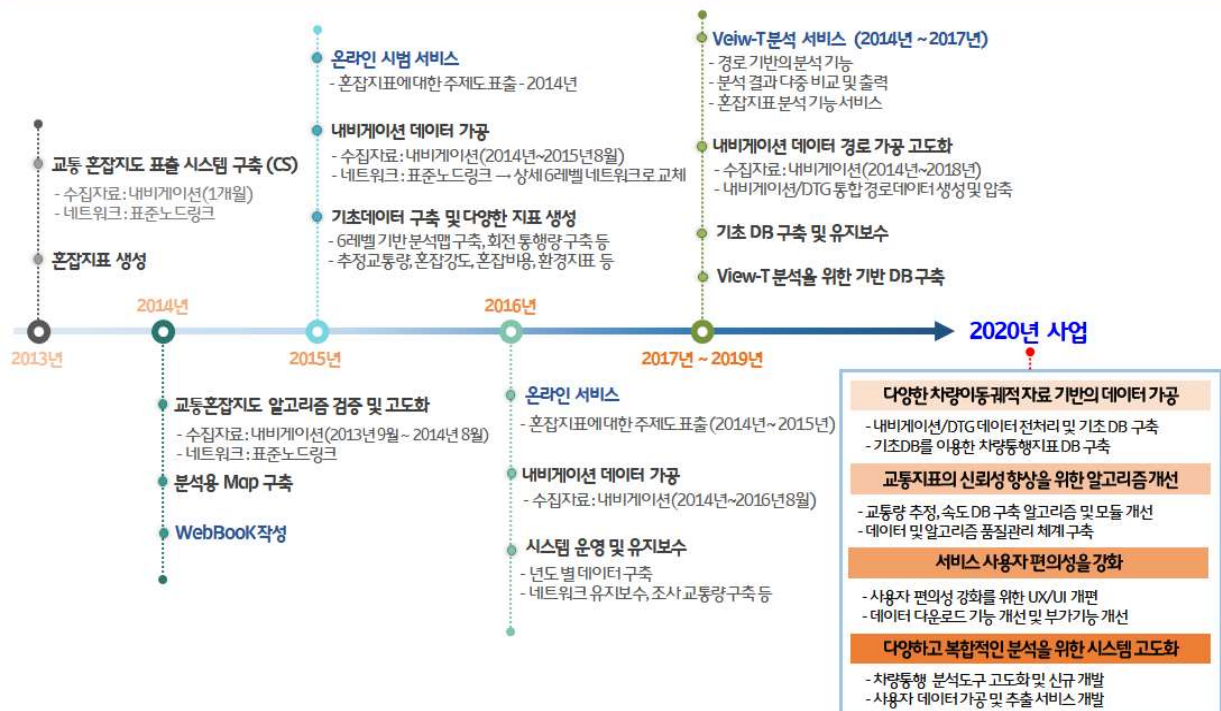 교통 혼잡지도 표출 시스템 구축 (CS)
- 수집자료 : 내비게이션(1개월)
- 네트워크 : 표준노드링크
혼잡지표 생성
2013년
2014년
교통혼잡지도 알고리즘 검증 및 고도화
- 수집자료 : 내비게이션(2013년 9월 ~ 2014년 8월)
- 네트워크 : 표준노드링크
분석용 Map 구축
WebBooK작성
온라인 시범 서비스
- 혼잡지표에 대한 주제도 표출 - 2014년
내비게이션 데이터 가공
- 수집자료 : 내비게이션(2014년~2015년 8월)
- 네트워크 : 표준노드링크 → 상세 6레벨 네트워크로 교체
기초데이터 구축 및 다양한 지표 생성
- 6레벨 기반 분석맵 구축, 회전 통행량 구축 등
- 추정교통량, 혼잡강도, 혼잡비용, 환경지표 등
2015년
2016년
온라인 서비스
- 혼잡지표에 대한 주제도 표출 (2014년~ 2015년)
내비게이션 데이터 가공
- 수집자료 : 내비게이션(2014년~2016년 8월)
시스템 운영 및 유지보수
- 년도 별 데이터 구축
- 네트워크 유지보수, 조사 교통량 구축 등
Veiw-T 분석 서비스 (2014년 ~ 2017년)
- 경로 기반의 분석 기능
- 분석 결과 다중 비교 및 출력
- 혼잡지표 분석 기능 서비스
내비게이션 데이터 경로 가공 고도화
- 수집자료 : 내비게이션(2014년~2018년)
- 내비게이션/DTG 통합 경로데이터 생성 및 압축
기초 DB 구축 및 유지보수
View-T 분석을 위한 기반 DB 구축
2017년 ~ 2019년
2020년 사업
다양한 차량이동궤적 자료 기반의 데이터 가공
- 내비게이션/DTG 데이터 전처리 및 기초 DB 구축
- 기초DB를 이용한 차량통행지표 DB 구축
교통지표의 신뢰성 향상을 위한 알고리즘 개선
- 교통량 추정, 속도 DB 구축 알고리즘 및 모듈 개선
- 데이터 및 알고리즘 품질관리 체계 구축
서비스 사용자 편의성을 강화
- 사용자 편의성 강화를 위한 UX/UI 개편
- 데이터 다운로드 기능 개선 및 부가기능 개선
다양하고 복합적인 분석을 위한 시스템 고도화
- 차량통행 분석도구 고도화 및 신규 개발
- 사용자 데이터 가공 및 추출 서비스 개발